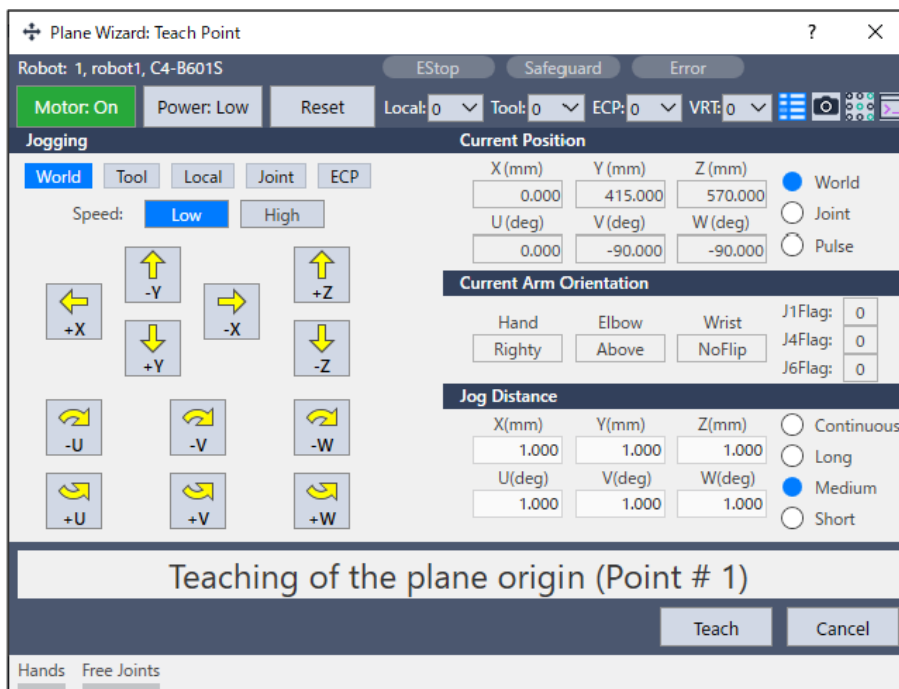 Plane Wizard: Teach Point ? ×
Robot: 1, robot1, C4-B601S EStop Safeguard Error
Motor: On Power: Low Reset Local: 0 Tool: 0 ECP: 0 VRT: 0
Jogging
World Tool Local Joint ECP
Speed: Low High
-Y +Z
+X -X
+Y -Z
-U -V -W
+U +V +W
Current Position
X (mm) Y (mm) Z (mm)
0.000 415.000 570.000
U (deg) V (deg) W (deg)
0.000 -90.000 -90.000
World
Joint
Pulse
Current Arm Orientation
Hand Elbow Wrist
Righty Above NoFlip
J1Flag: 0
J4Flag: 0
J6Flag: 0
Jog Distance
X(mm) Y(mm) Z(mm)
1.000 1.000 1.000
U(deg) V(deg) W(deg)
1.000 1.000 1.000
Continuous
Long
Medium
Short
Teaching of the plane origin (Point # 1)
Teach Cancel
Hands Free Joints